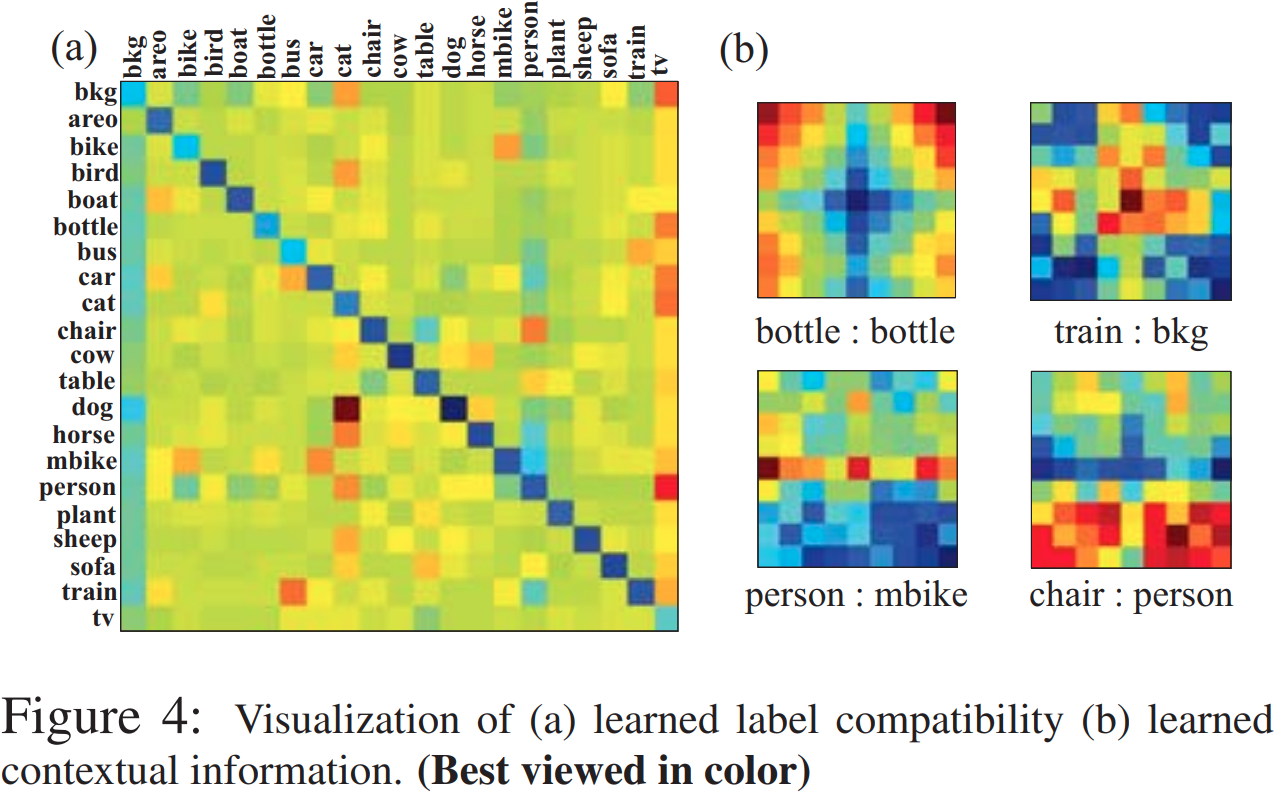 (a)
bkg
areo
bike
bird
boat
bottle
bus
car
cat
chair
cow
table
dog
horse
mbike
person
plant
sheep
sofa
train
tv
bkg
areo
bike
bird
boat
bottle
bus
car
cat
chair
cow
table
dog
horse
mbike
person
plant
sheep
sofa
train
tv
(b)
bottle : bottle
train : bkg
person : mbike
chair : person
Figure 4: Visualization of (a) learned label compatibility (b) learned
contextual information. (Best viewed in color)